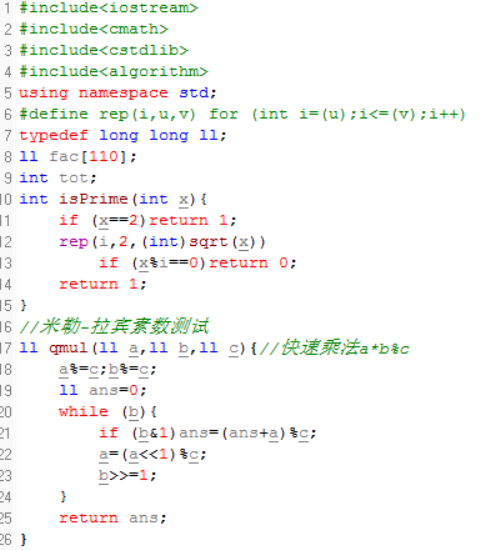 1 #include<iostream>
2 #include<cmath>
3 #include<cstdlib>
4 #include<algorithm>
5 using namespace std;
6 #define rep(i,u,v) for (int i=(u);i<=(v);i++)
7 typedef long long ll;
8 ll fac[110];
9 int tot;
10 int isPrime(int x){
11     if (x==2)return 1;
12     rep(i,2,(int)sqrt(x))
13         if (x%i==0)return 0;
14     return 1;
15 }
16 //米勒-拉宾素数测试
17 ll qmul(ll a,ll b,ll c){//快速乘法a*b%c
18     a%=c;b%=c;
19     ll ans=0;
20     while (b){
21         if (b&1)ans=(ans+a)%c;
22         a=(a<<1)%c;
23         b>>=1;
24     }
25     return ans;
26 }